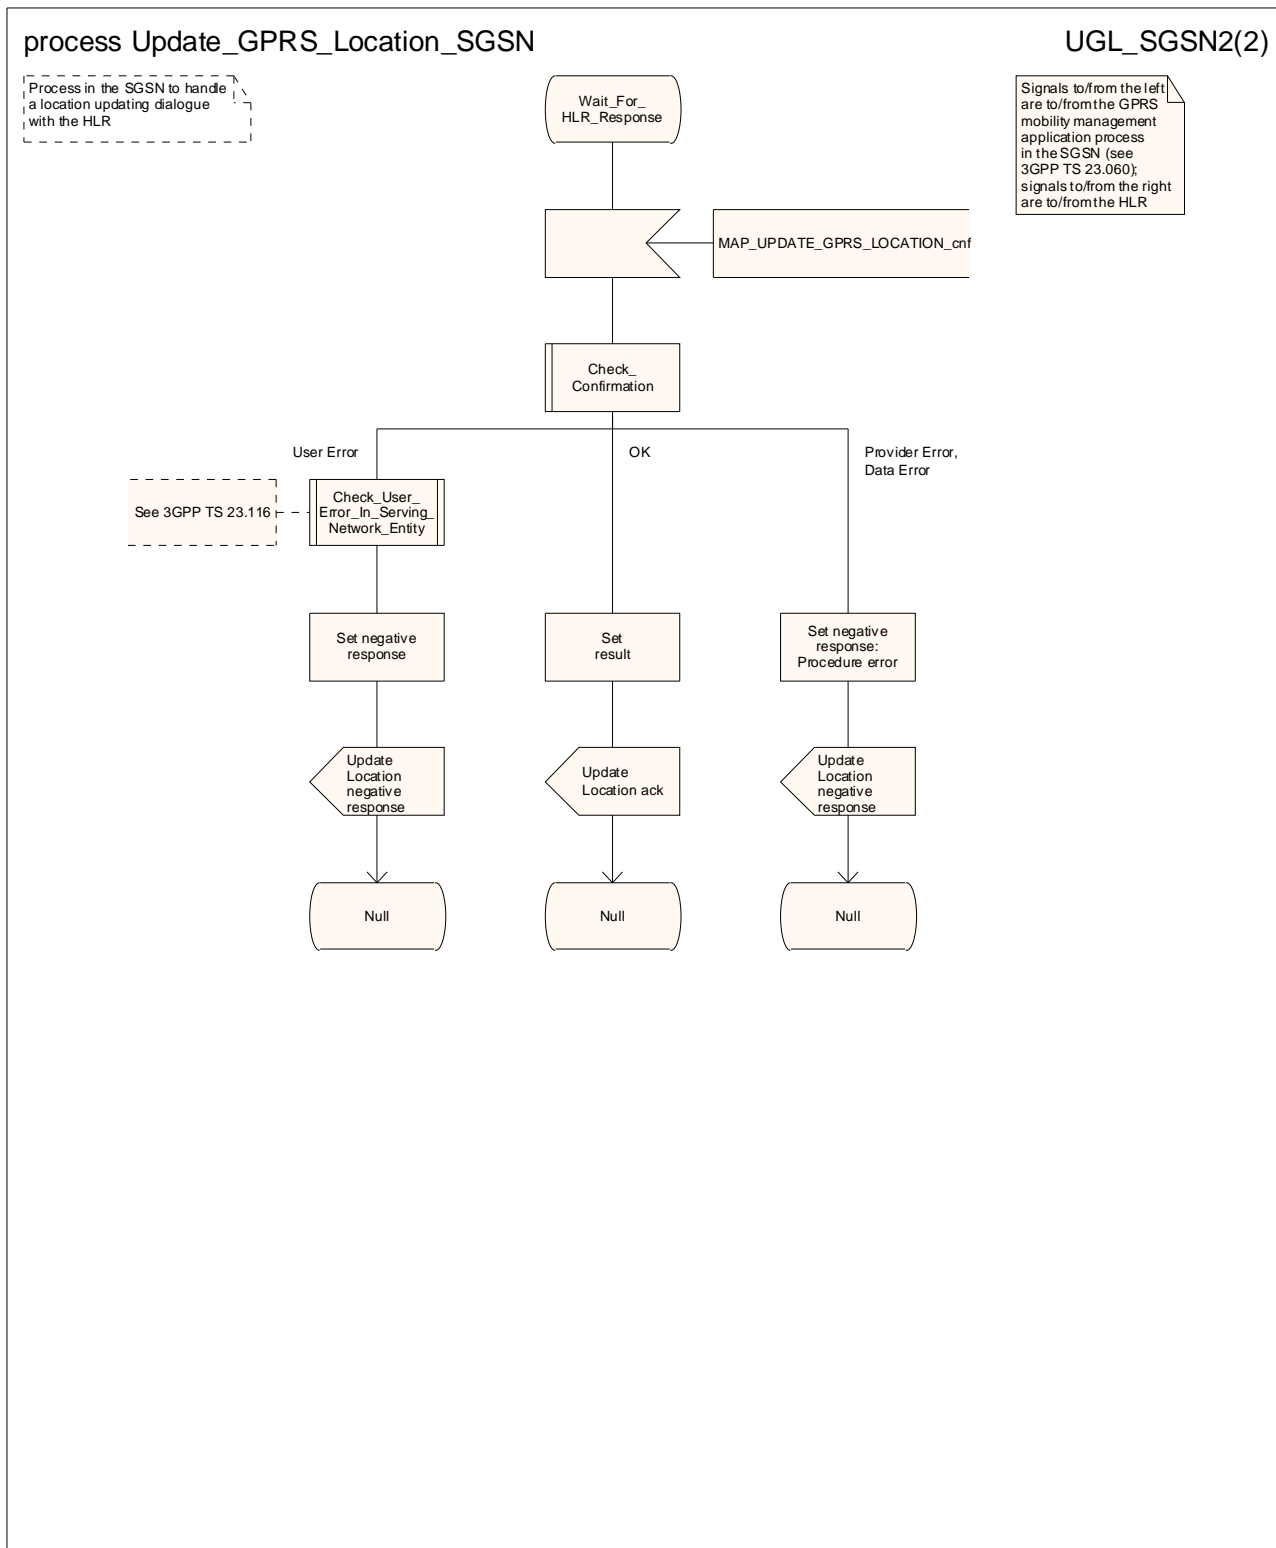 process Update_GPRS_Location_SGSN
UGL_SGSN2(2)
Process in the SGSN to handle
a location updating dialogue
with the HLR
Wait_For_
HLR_Response
Signals to/from the left
are to/from the GPRS
mobility management
application process
in the SGSN (see
3GPP TS 23.060);
signals to/from the right
are to/from the HLR
MAP_UPDATE_GPRS_LOCATION_cnf
Check_
Confirmation
User Error
OK
Provider Error,
Data Error
See 3GPP TS 23.116
Check_User_
Error_In_Serving_
Network_Entity
Set negative
response
Set
result
Set negative
response:
Procedure error
Update
Location
negative
response
Update
Location ack
Update
Location
negative
response
Null
Null
Null